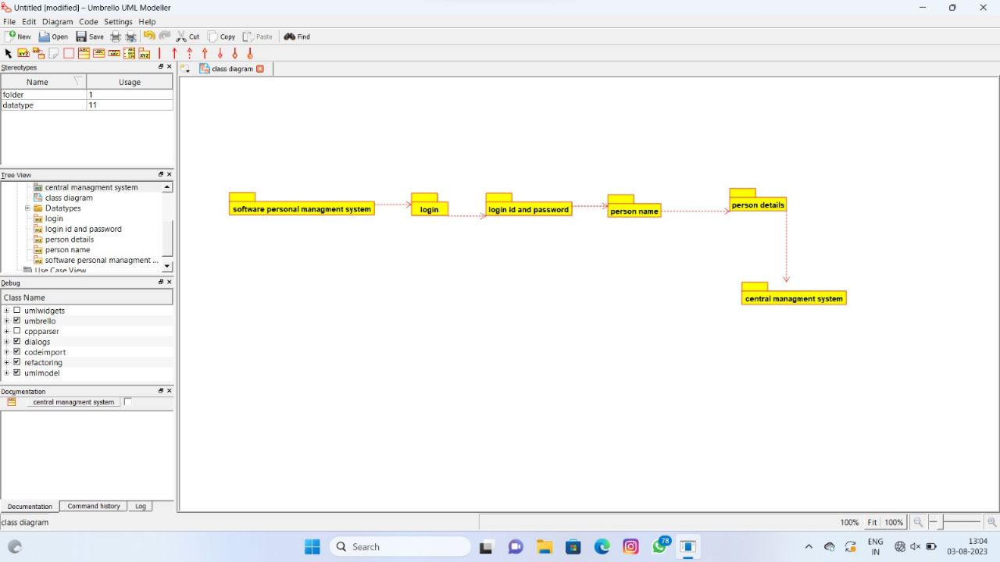 Untitled [modified] – Umbrello UML Modeller
File Edit Diagram Code Settings Help
New Open Save Cut Copy Paste Find
Stereotypes
class diagram
Name Usage
folder 1
datatype 11
Tree View
central managment system
class diagram
Datatypes
login
login id and password
person details
person name
software personal managment ...
Use Case View
software personal managment system
login
login id and password
person name
person details
central managment system
Debug
Class Name
umlwidgets
umbrello
cppparser
dialogs
codeimport
refactoring
umlmodel
Documentation
central managment system
Documentation Command history Log
class diagram
100% Fit 100%
Search
78
ENG
IN
13:04
03-08-2023